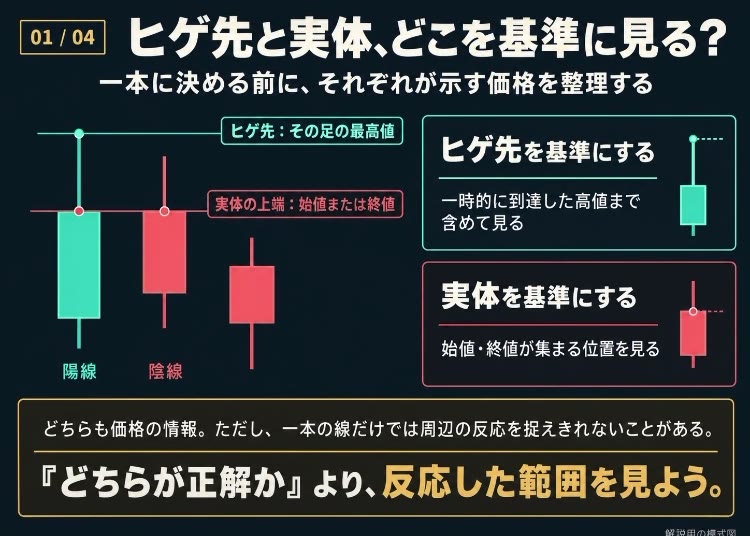 01 / 04
ヒゲ先と実体、どこを基準に見る?
一本に決める前に、それぞれが示す価格を整理する
ヒゲ先：その足の最高値
実体の上端：始値または終値
陽線
陰線
ヒゲ先を基準にする
一時的に到達した高値まで
含めて見る
実体を基準にする
始値・終値が集まる位置を見る
どちらも価格の情報。ただし、一本の線だけでは周辺の反応を捉えきれないことがある。
『どちらが正解か』より、反応した範囲を見よう。
解説用の模式図